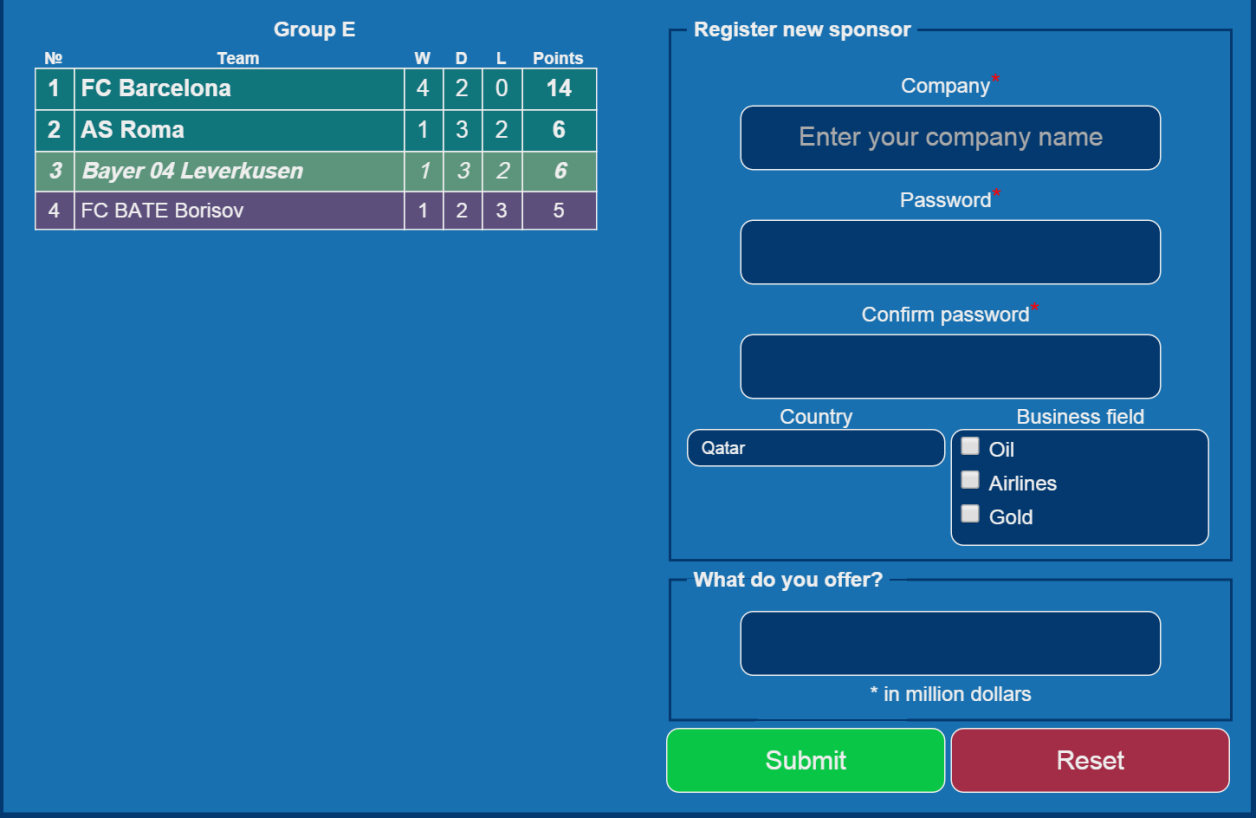 Group E
№ Team W D L Points
1 FC Barcelona 4 2 0 14
2 AS Roma 1 3 2 6
3 Bayer 04 Leverkusen 1 3 2 6
4 FC BATE Borisov 1 2 3 5
Register new sponsor
Company*
Enter your company name
Password*
Confirm password*
Country
Qatar
Business field
Oil
Airlines
Gold
What do you offer?
* in million dollars
Submit
Reset